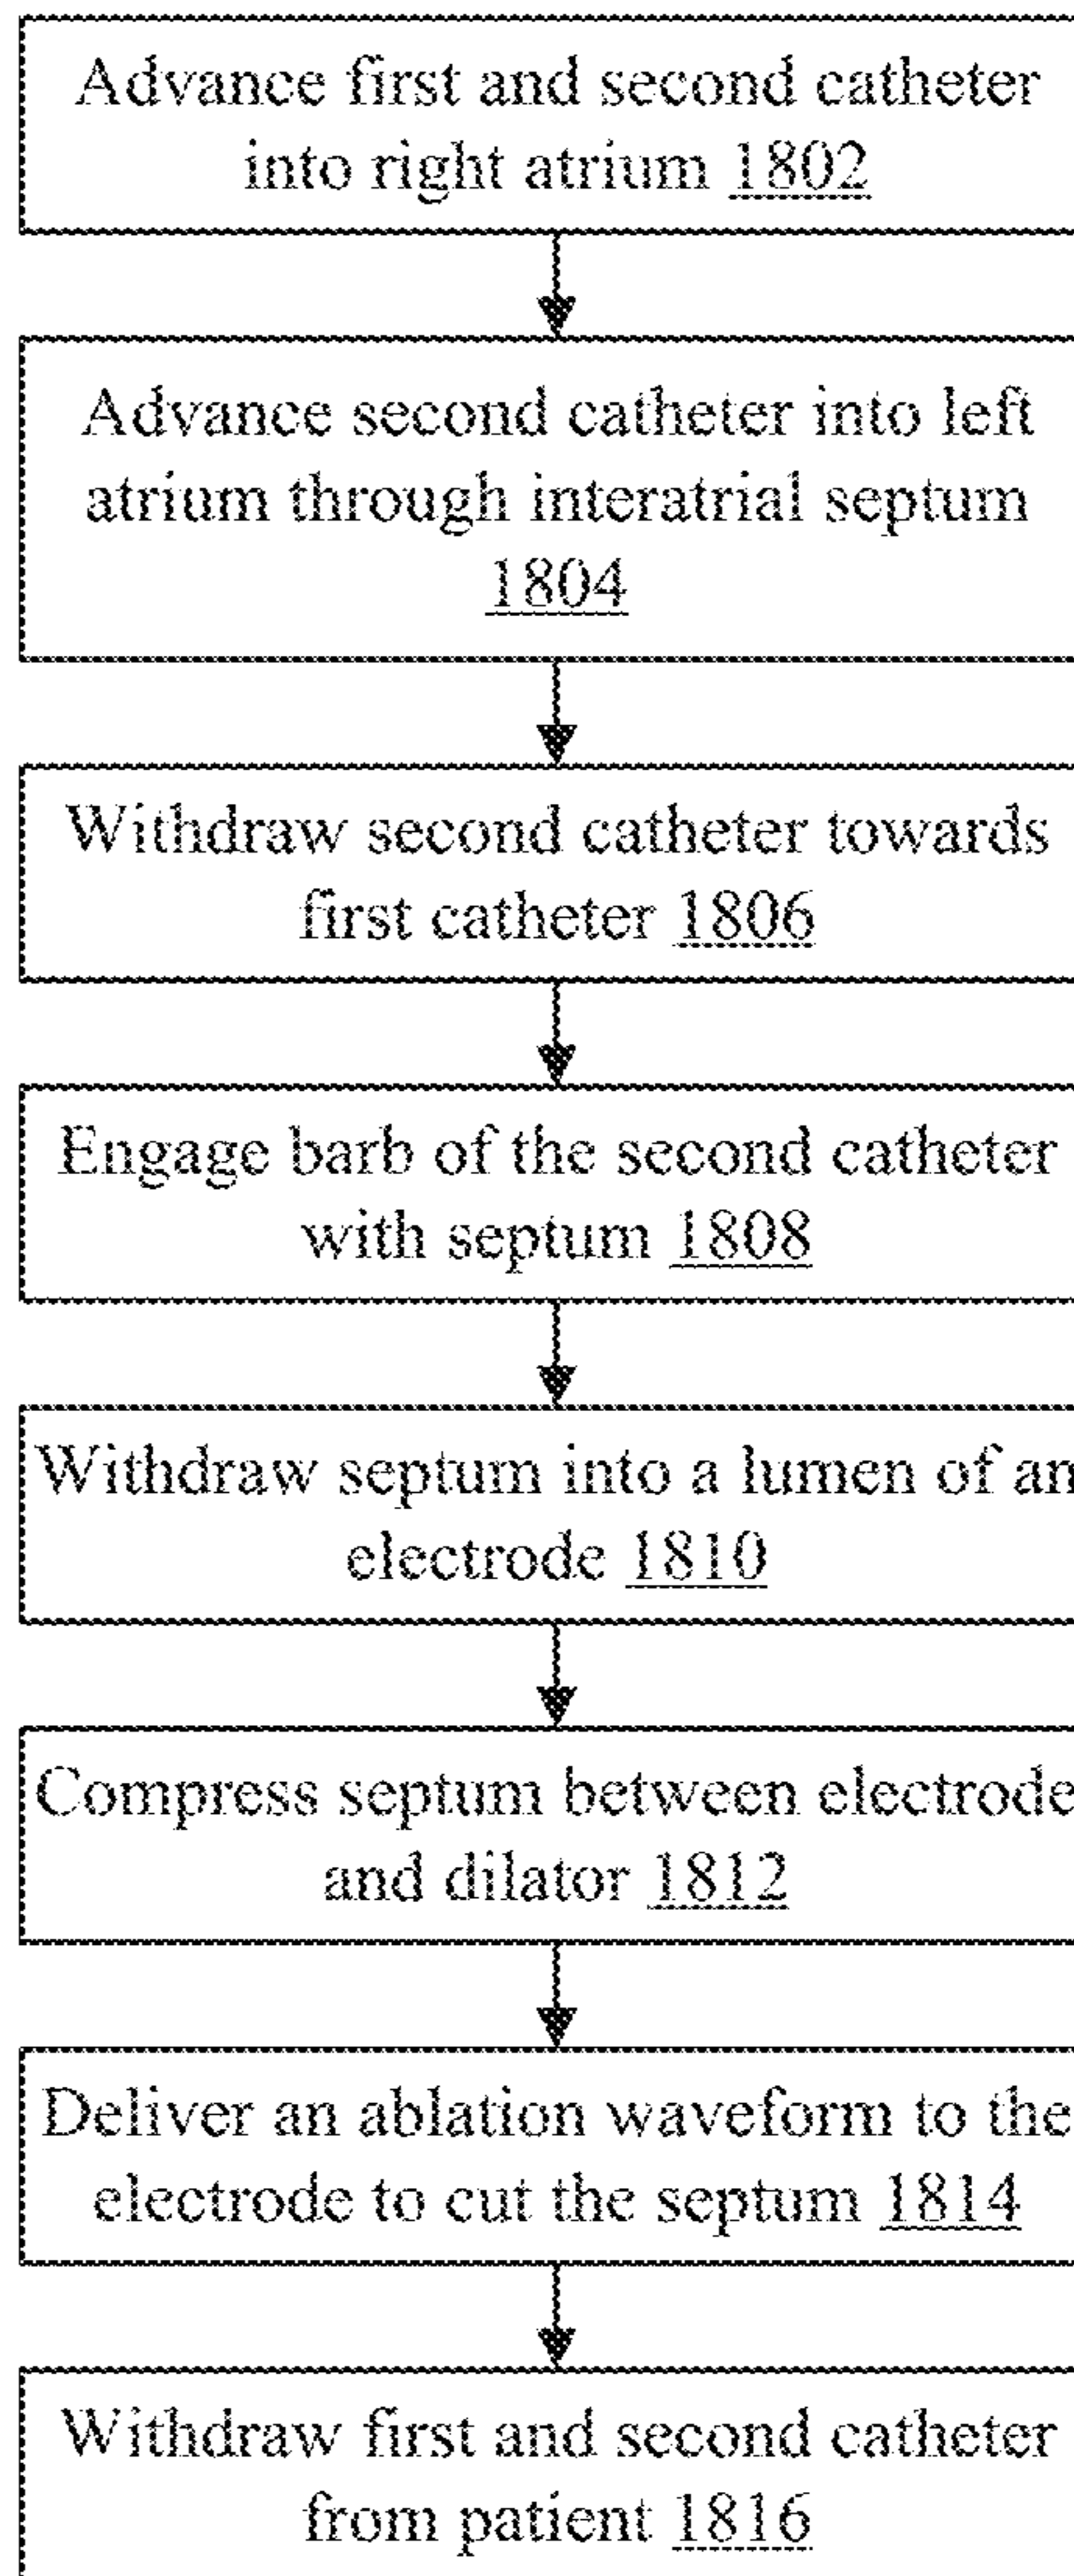 Advance first and second catheter
into right atrium 1802
Advance second catheter into left
atrium through interatrial septum
1804
Withdraw second catheter towards
first catheter 1806
Engage barb of the second catheter
with septum 1808
Withdraw septum into a lumen of an
electrode 1810
Compress septum between electrode
and dilator 1812
Deliver an ablation waveform to the
electrode to cut the septum 1814
Withdraw first and second catheter
from patient 1816